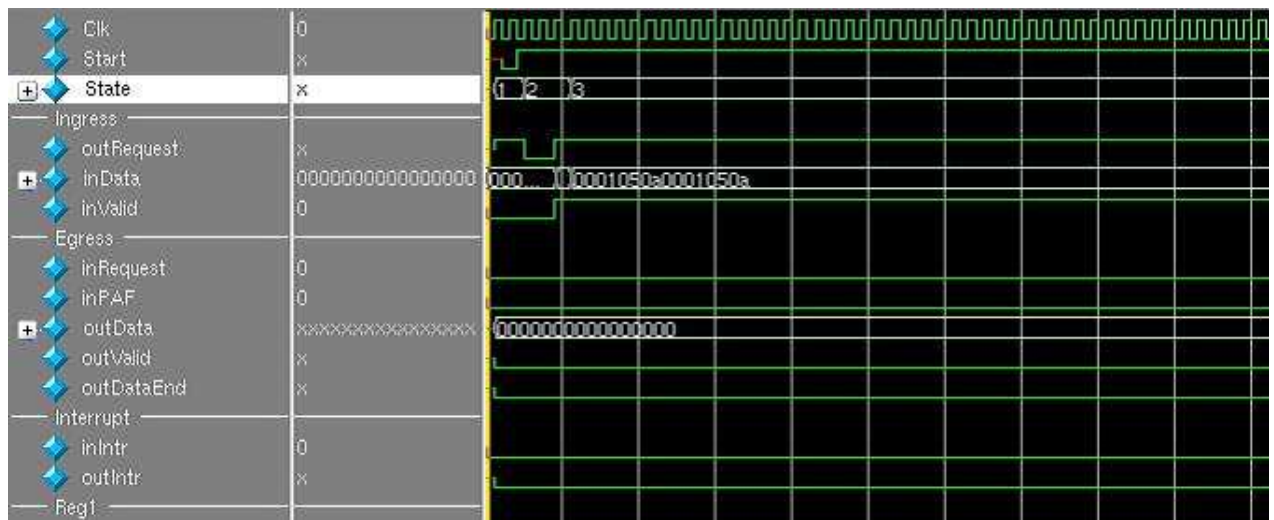 Clk 0
Start x
State x 1 2 3
Ingress
outRequest x
inData 0000000000000000 000... 0001050a0001050a
inValid 0
Egress
inRequest 0
inPAF 0
outData xxxxxxxxxxxxxxxx 0000000000000000
outValid x
outDataEnd x
Interrupt
inIntr 0
outIntr x
Reg1